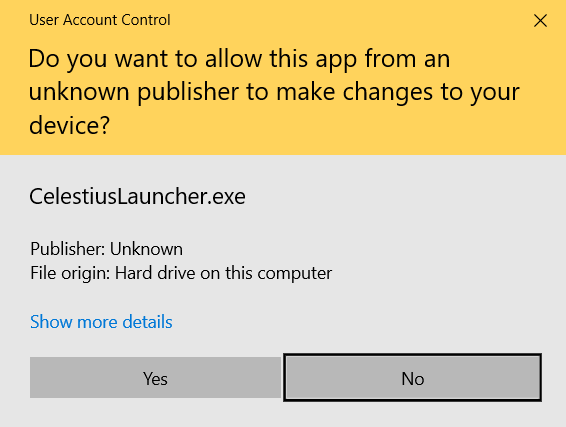 User Account Control
Do you want to allow this app from an
unknown publisher to make changes to your
device?
CelestiusLauncher.exe
Publisher: Unknown
File origin: Hard drive on this computer
Show more details
Yes
No